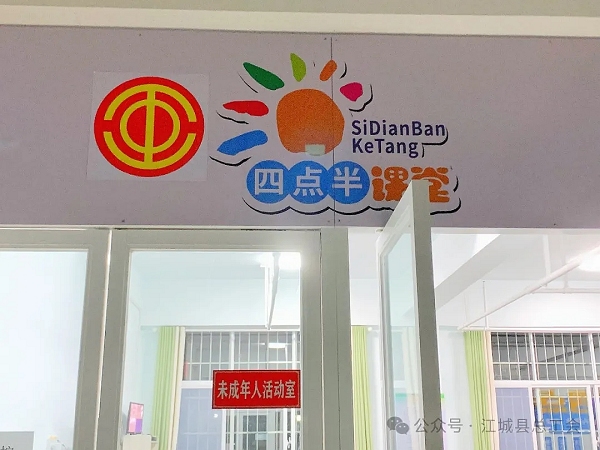 SiDianBan
KeTang
四点半课堂
未成年人活动室
公众号·江城县总工会